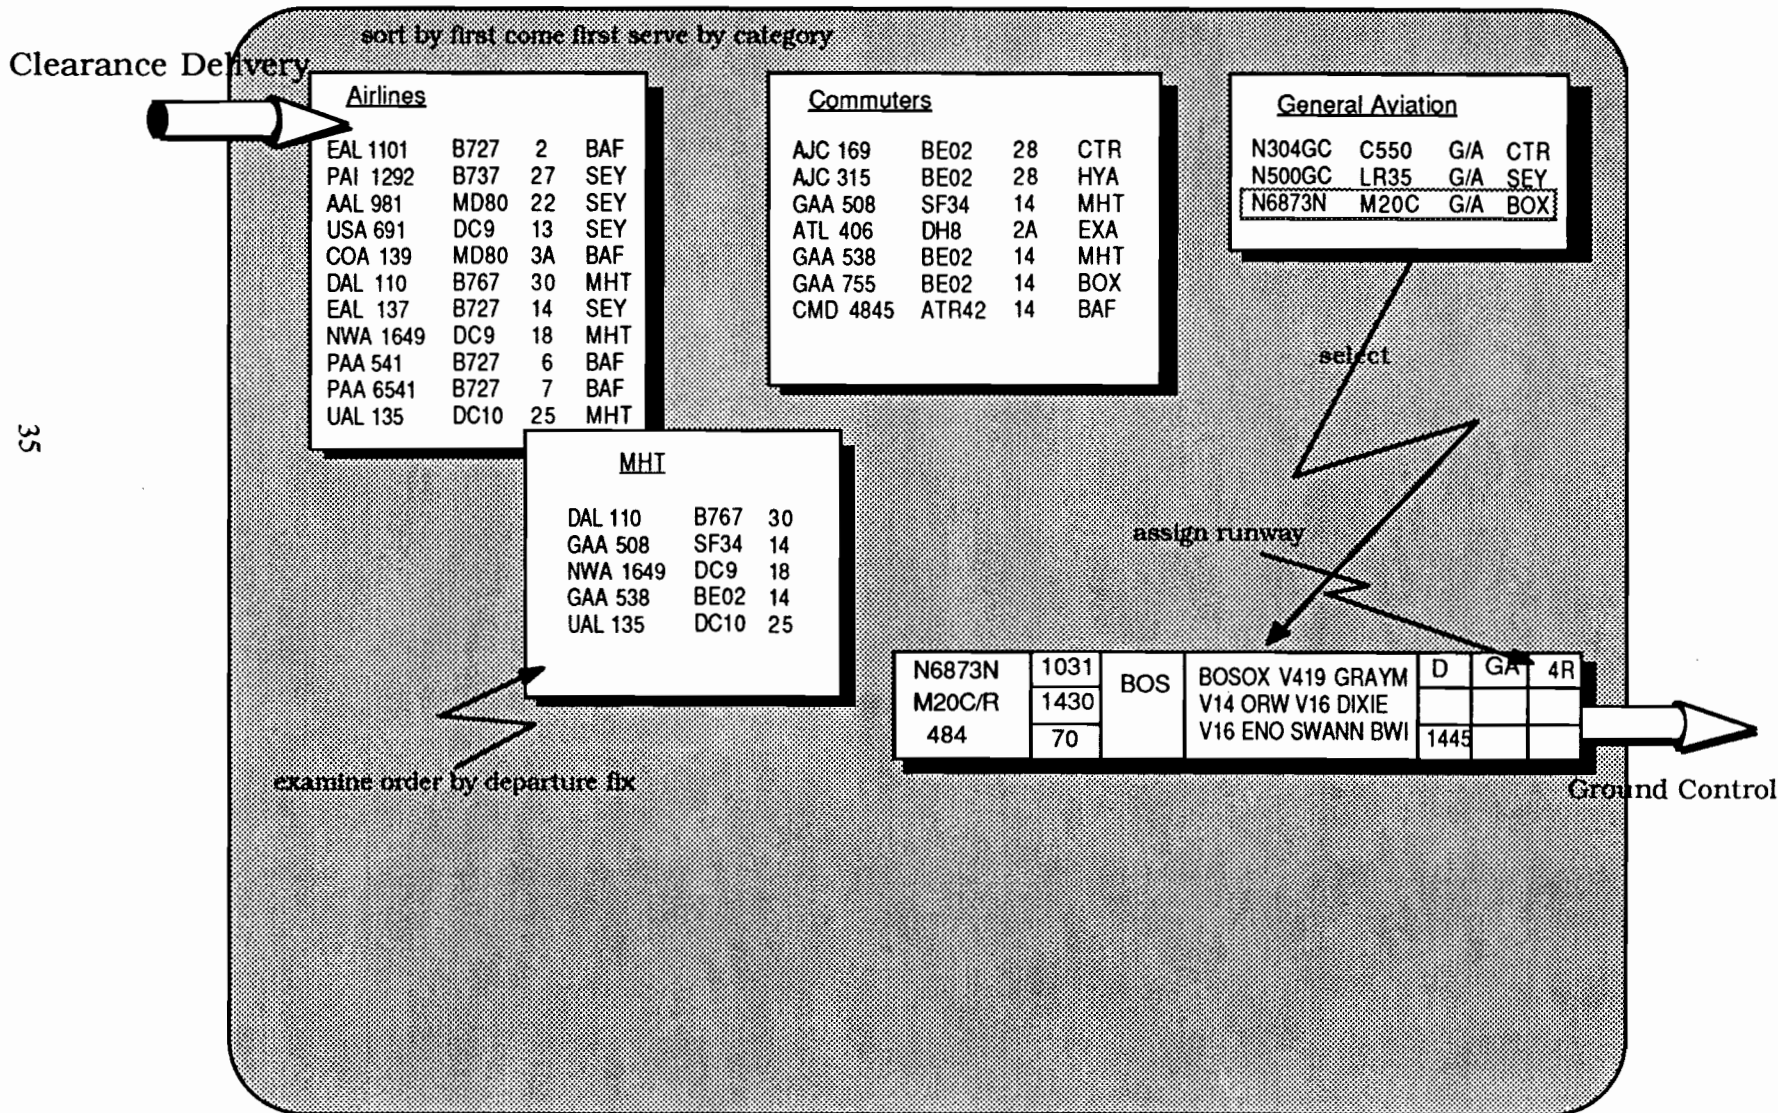 sort by first come first serve by category
Clearance Delivery
Airlines
EAL 1101 B727 2 BAF
PAI 1292 B737 27 SEY
AAL 981 MD80 22 SEY
USA 691 DC9 13 SEY
COA 139 MD80 3A BAF
DAL 110 B767 30 MHT
EAL 137 B727 14 SEY
NWA 1649 DC9 18 MHT
PAA 541 B727 6 BAF
PAA 6541 B727 7 BAF
UAL 135 DC10 25 MHT
Commuters
AJC 169 BE02 28 CTR
AJC 315 BE02 28 HYA
GAA 508 SF34 14 MHT
ATL 406 DH8 2A EXA
GAA 538 BE02 14 MHT
GAA 755 BE02 14 BOX
CMD 4845 ATR42 14 BAF
General Aviation
N304GC C550 G/A CTR
N500GC LR35 G/A SEY
N6873N M20C G/A BOX
select
35
MHT
DAL 110 B767 30
GAA 508 SF34 14
NWA 1649 DC9 18
GAA 538 BE02 14
UAL 135 DC10 25
assign runway
examine order by departure fix
N6873N
M20C/R
484
1031
1430
70
BOS
BOSOX V419 GRAYM
V14 ORW V16 DIXIE
V16 ENO SWANN BWI
D GA 4R
1445
Ground Control